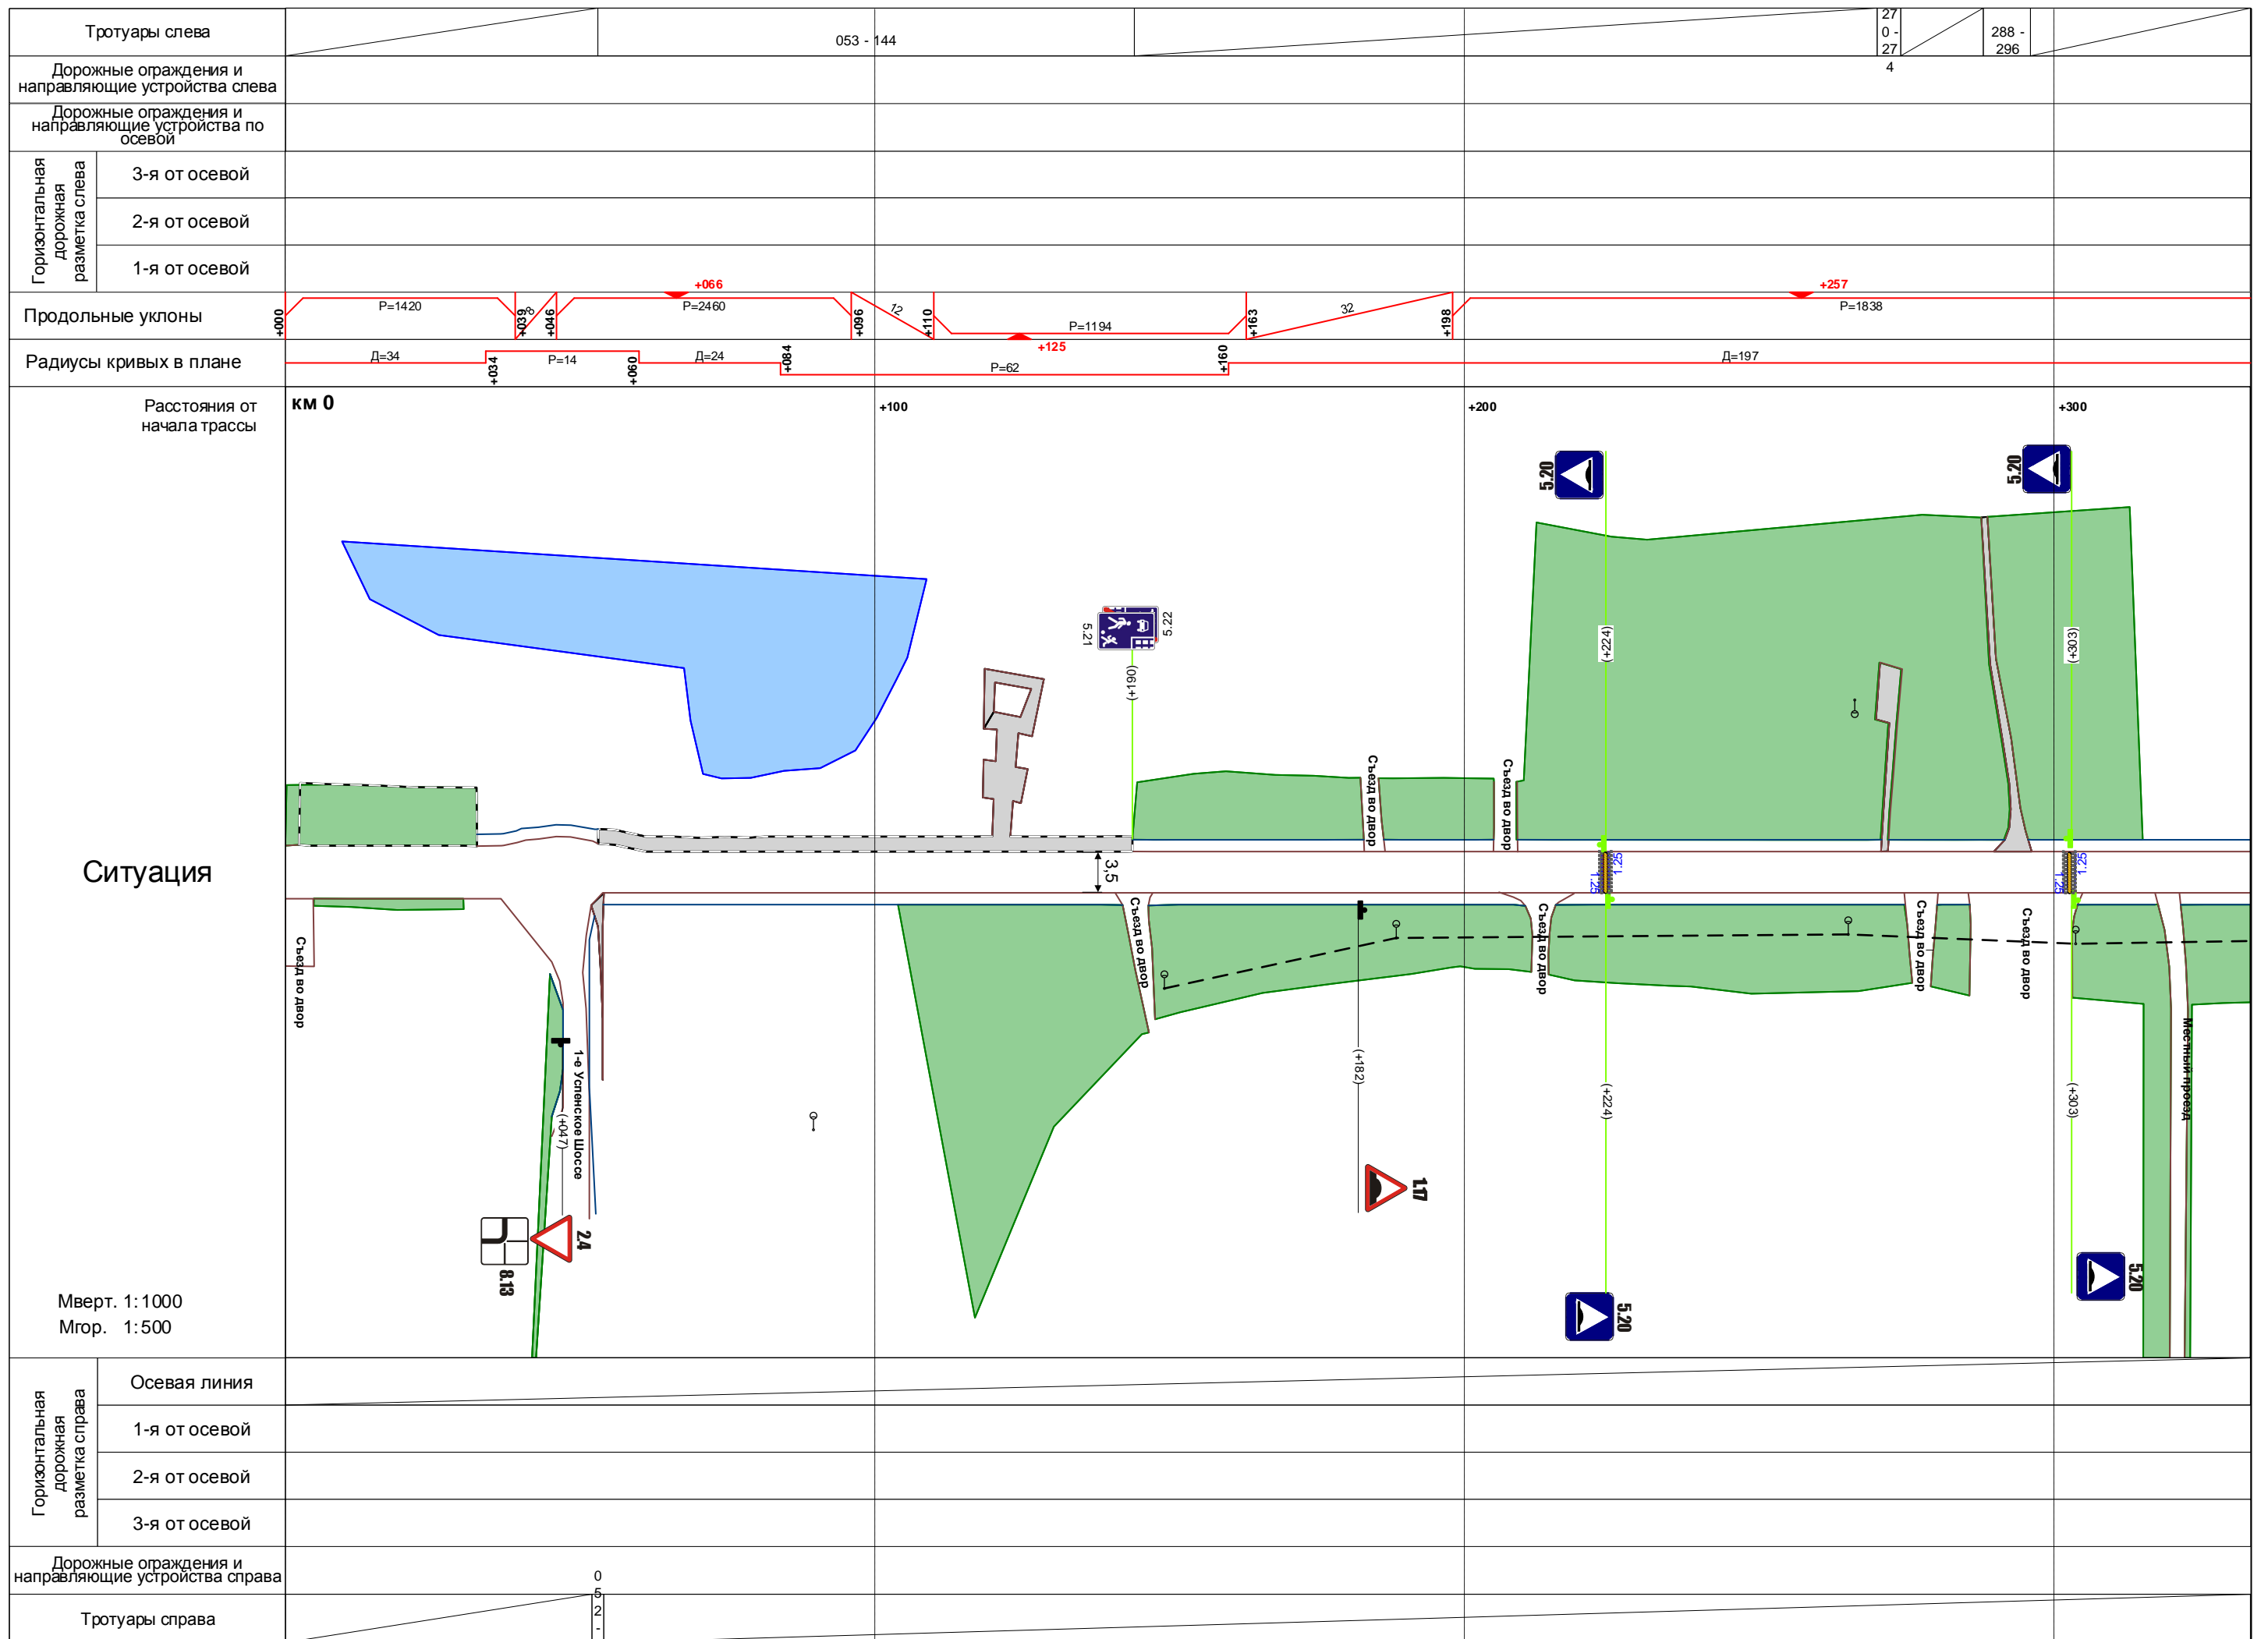 Тротуары слева
053 - 144
27
0 -
27
4
288 -
296
Дорожные ограждения и
направляющие устройства слева
Дорожные ограждения и
направляющие устройства по
осевой
Горизонтальная
дорожная
разметка слева
3-я от осевой
2-я от осевой
1-я от осевой
Продольные уклоны
+000
P=1420
+039
8
+046
+066
P=2460
+096
12
+110
P=1194
+125
+163
32
+198
+257
P=1838
Радиусы кривых в плане
Д=34
+034
P=14
+060
Д=24
+084
P=62
+160
Д=197
Расстояния от
начала трассы
км 0
+100
+200
+300
5.20
5.20
5.21
5.22
(+190)
(+224)
(+303)
Съезд во двор
Съезд во двор
Ситуация
3,5
1.25
1.25
1.25
1.25
Съезд во двор
Съезд во двор
Съезд во двор
Съезд во двор
Съезд во двор
Местный проезд
1-е Успенское Шоссе
(+047)
(+182)
(+224)
(+303)
2.4
8.13
1.17
5.20
5.20
Мверт. 1:1000
Мгор. 1:500
Горизонтальная
дорожная
разметка справа
Осевая линия
1-я от осевой
2-я от осевой
3-я от осевой
Дорожные ограждения и
направляющие устройства справа
Тротуары справа
0
5
2
-